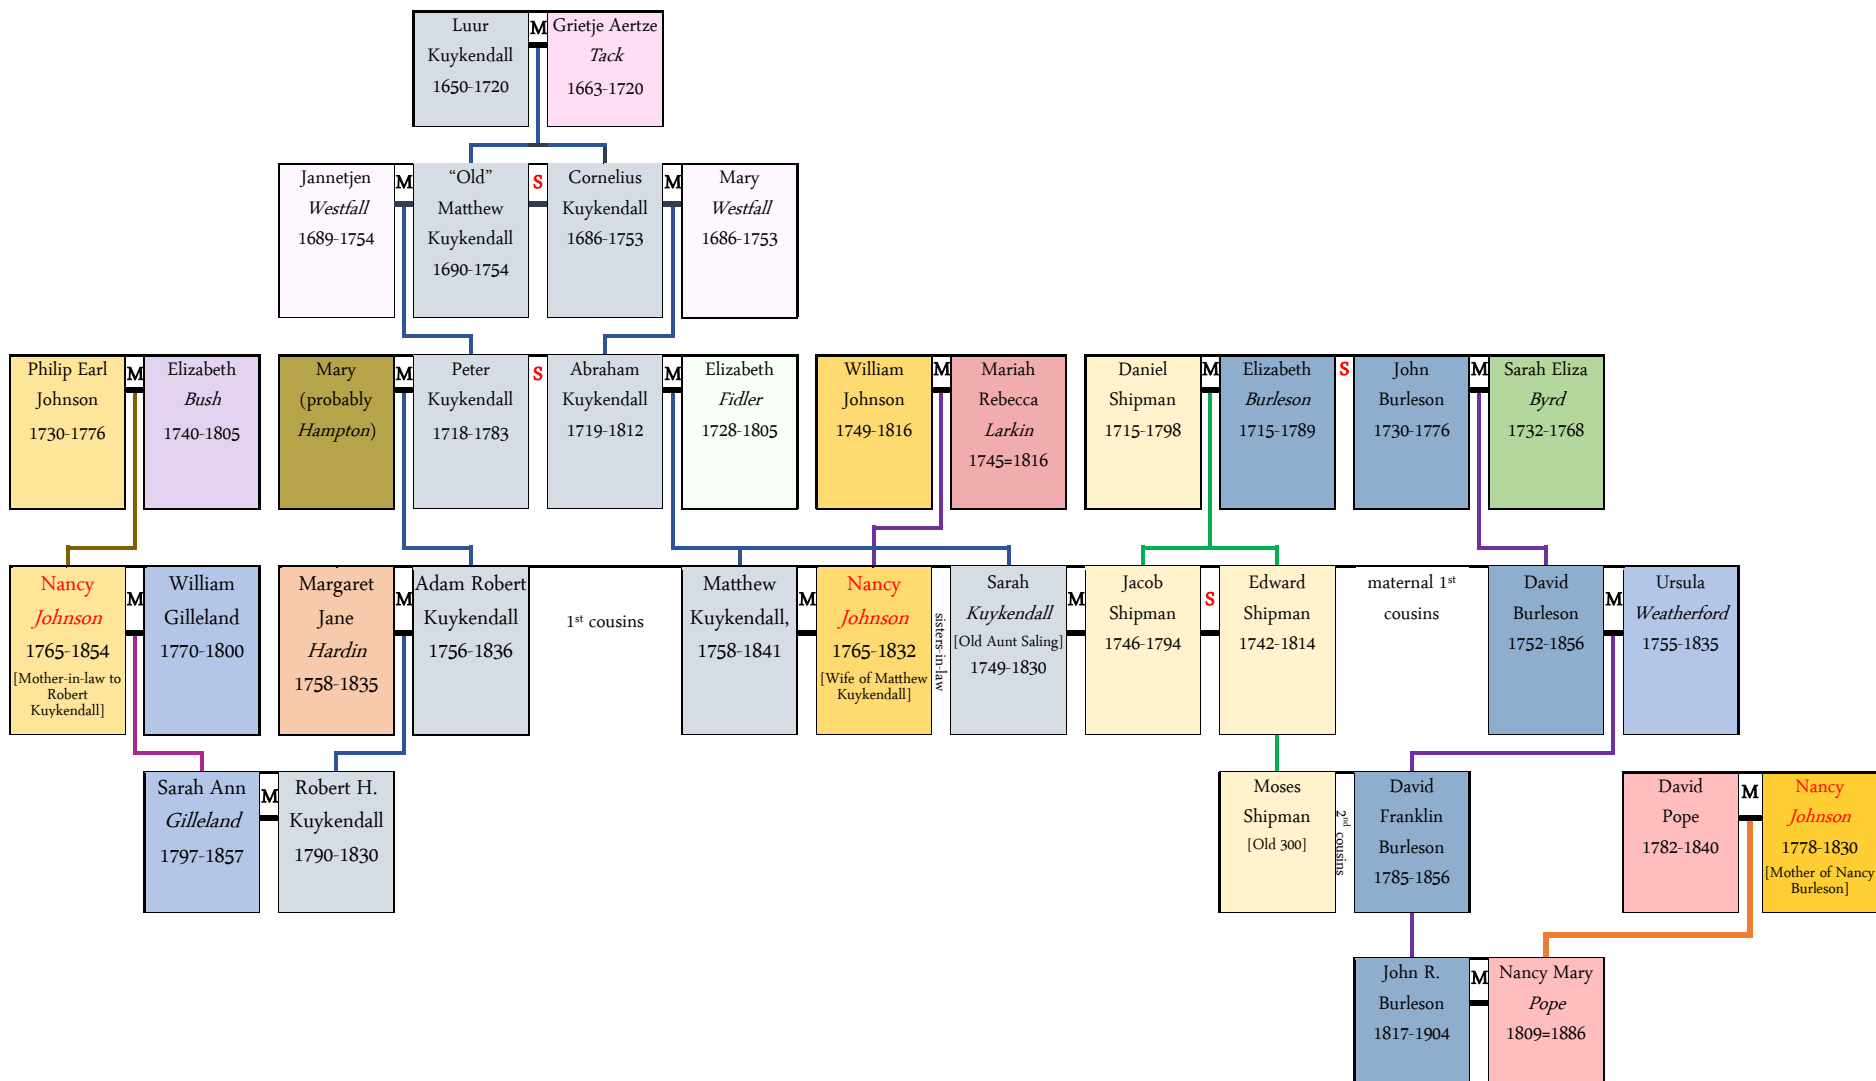 Luur
Kuykendall
1650-1720
M
Grietje Aertze
Tack
1663-1720
Jannetjen
Westfall
1689-1754
M
“Old”
Matthew
Kuykendall
1690-1754
S
Cornelius
Kuykendall
1686-1753
M
Mary
Westfall
1686-1753
Philip Earl
Johnson
1730-1776
M
Elizabeth
Bush
1740-1805
Mary
(probably
Hampton)
M
Peter
Kuykendall
1718-1783
S
Abraham
Kuykendall
1719-1812
M
Elizabeth
Fidler
1728-1805
William
Johnson
1749-1816
M
Mariah
Rebecca
Larkin
1745=1816
Daniel
Shipman
1715-1798
M
Elizabeth
Burleson
1715-1789
S
John
Burleson
1730-1776
M
Sarah Eliza
Byrd
1732-1768
Nancy
Johnson
1765-1854
[Mother-in-law to
Robert
Kuykendall]
M
William
Gilleland
1770-1800
Margaret
Jane
Hardin
1758-1835
M
Adam Robert
Kuykendall
1756-1836
1st cousins
Matthew
Kuykendall,
1758-1841
M
Nancy
Johnson
1765-1832
[Wife of Matthew
Kuykendall]
sisters-in-law
Sarah
Kuykendall
[Old Aunt Saling]
1749-1830
M
Jacob
Shipman
1746-1794
S
Edward
Shipman
1742-1814
maternal 1st
cousins
David
Burleson
1752-1856
M
Ursula
Weatherford
1755-1835
Sarah Ann
Gilleland
1797-1857
M
Robert H.
Kuykendall
1790-1830
Moses
Shipman
[Old 300]
2nd cousins
David
Franklin
Burleson
1785-1856
David
Pope
1782-1840
M
Nancy
Johnson
1778-1830
[Mother of Nancy
Burleson]
John R.
Burleson
1817-1904
M
Nancy Mary
Pope
1809=1886